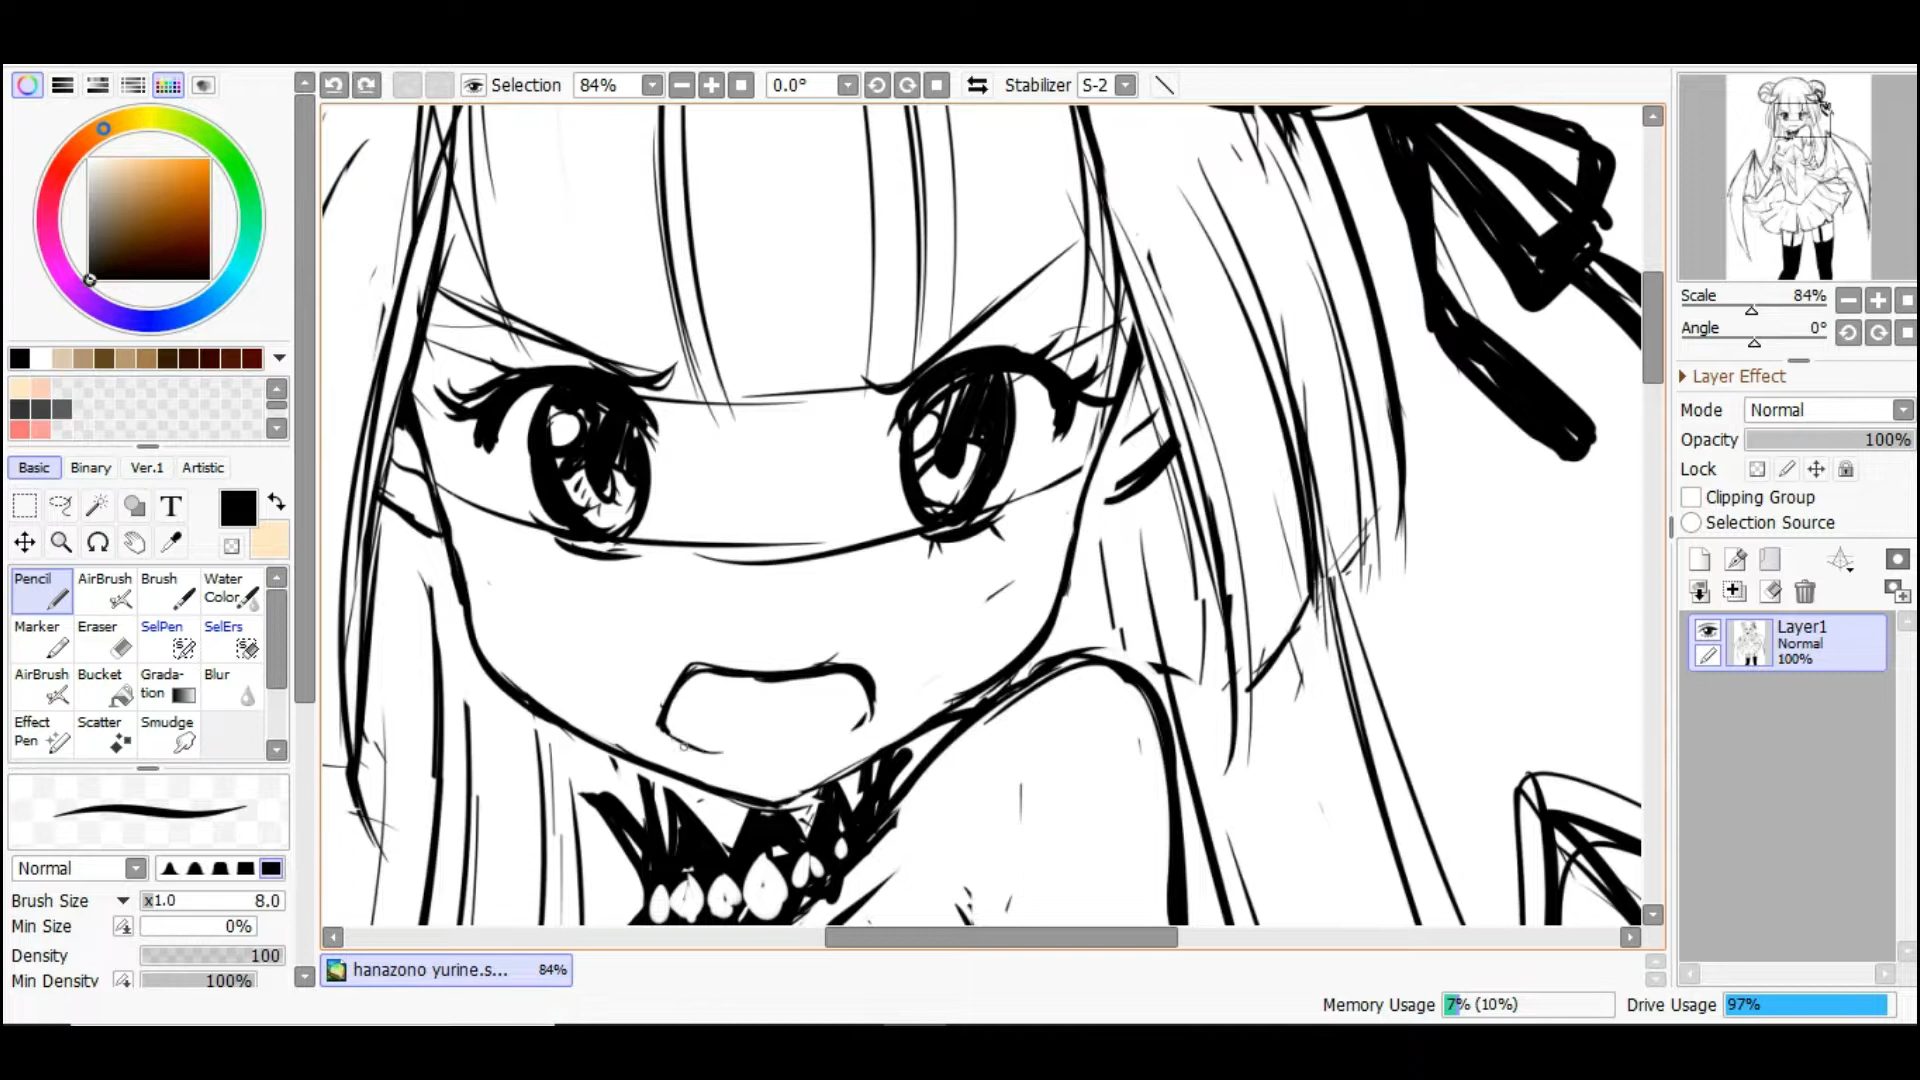 Selection 84% 0.0° Stabilizer S-2
Scale 84%
Angle 0°
Layer Effect
Mode Normal
Opacity 100%
Lock
Clipping Group
Selection Source
Layer1
Normal
100%
Basic Binary Ver.1 Artistic
T
Pencil AirBrush Brush Water Color
Marker Eraser SelPen SelErs
AirBrush Bucket Grada-tion Blur
Effect Pen Scatter Smudge
Normal
Brush Size x1.0 8.0
Min Size 0%
Density 100
Min Density 100%
hanazono yurine.s... 84%
Memory Usage 7% (10%) Drive Usage 97%